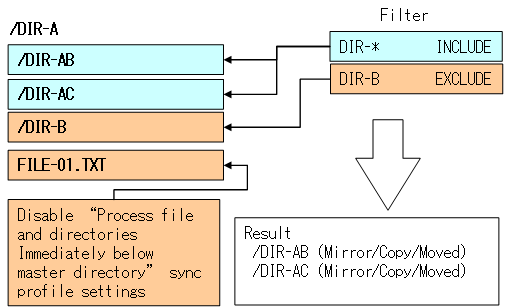 Filter
/DIR-A
/DIR-AB
/DIR-AC
/DIR-B
FILE-01.TXT
DIR-* INCLUDE
DIR-B EXCLUDE
Disable “Process file
and directories
Immediately below
master directory” sync
profile settings
Result
/DIR-AB (Mirror/Copy/Moved)
/DIR-AC (Mirror/Copy/Moved)